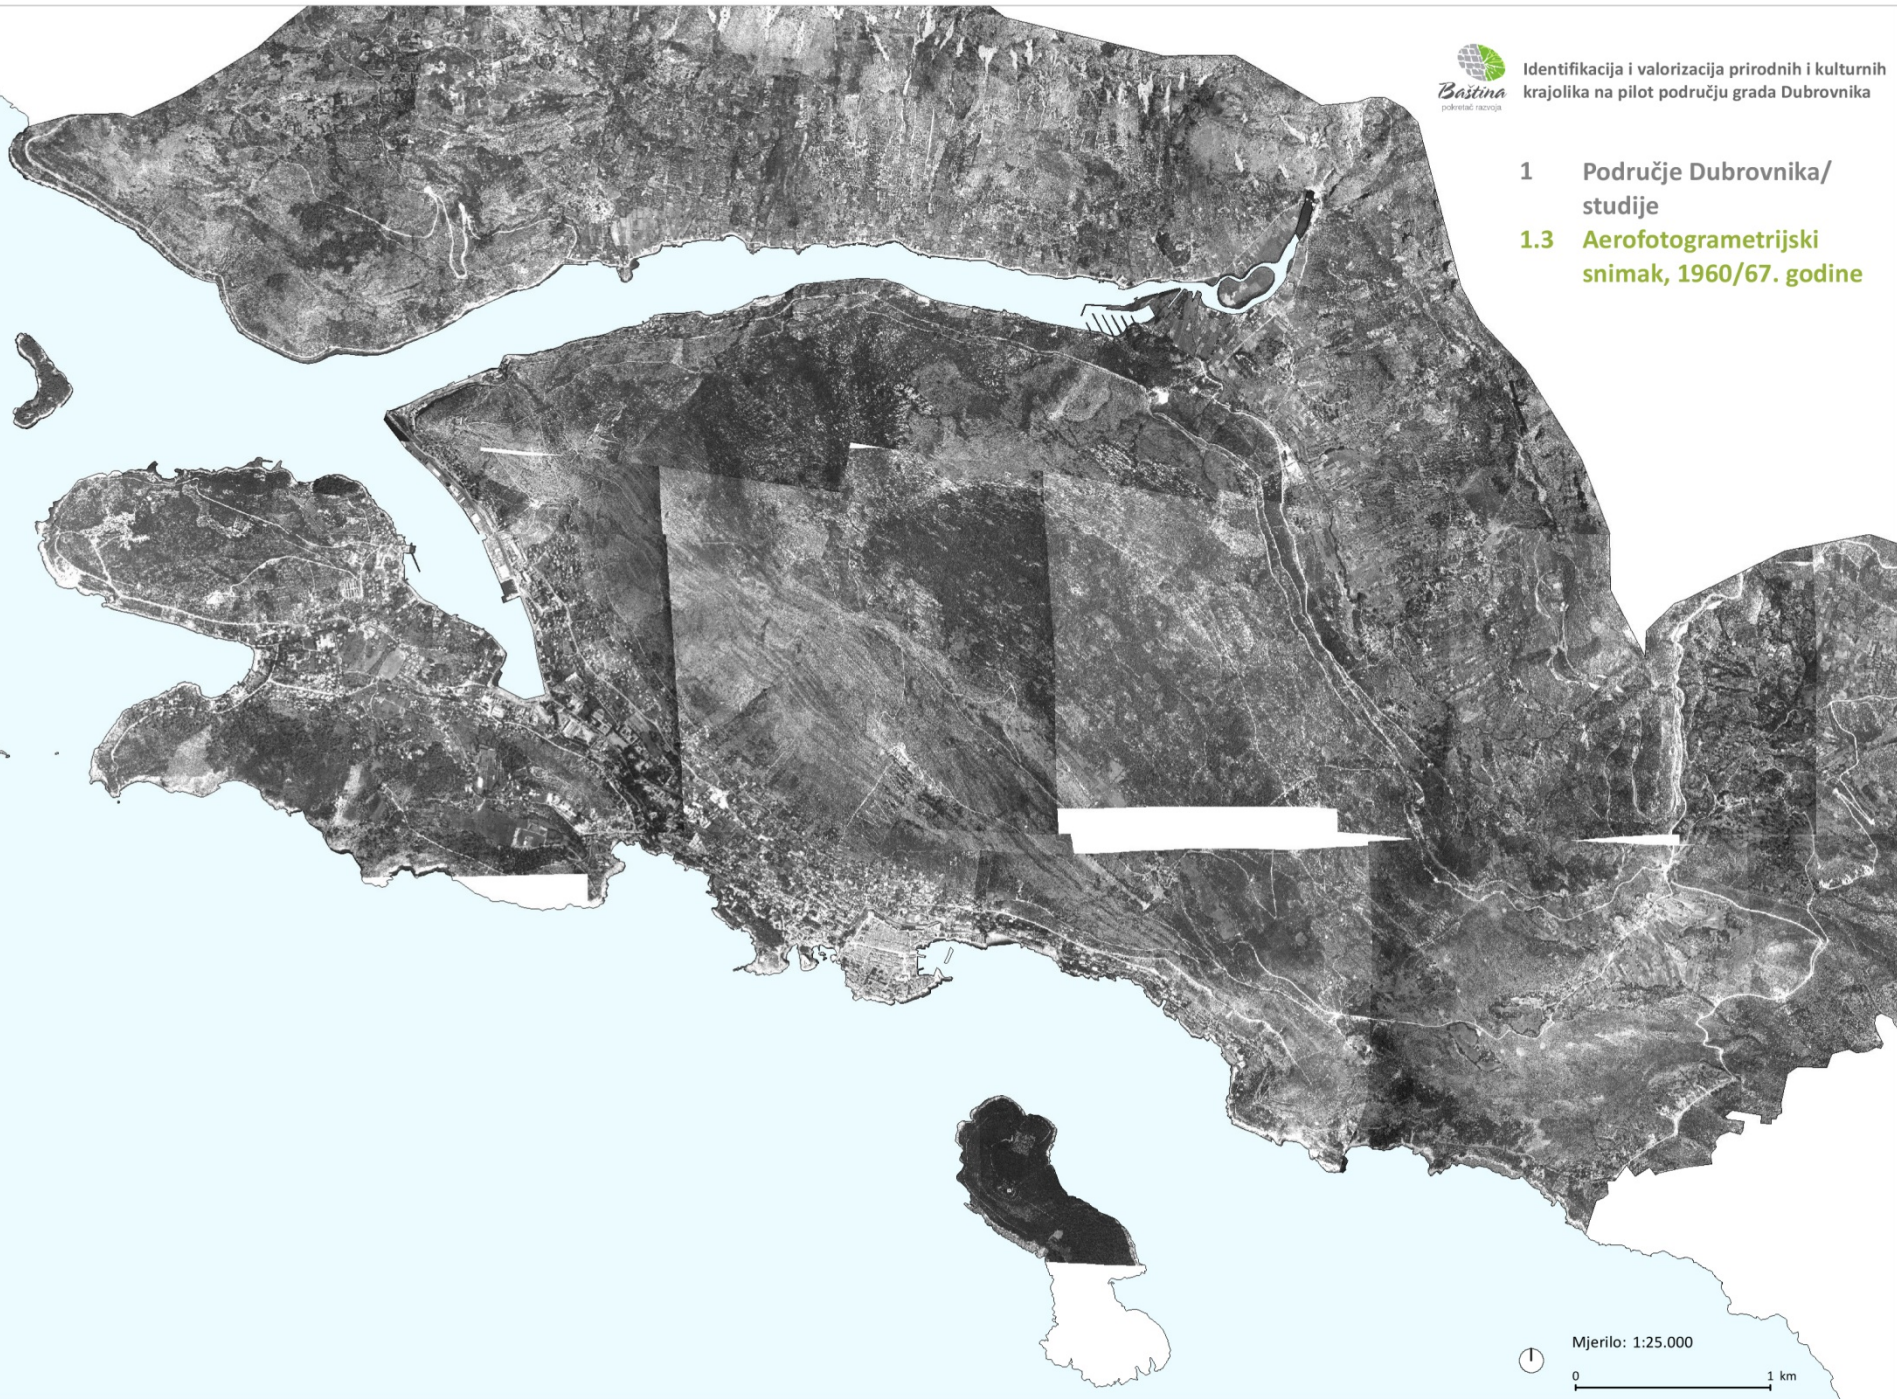 Baština
pokretač razvoja
Identifikacija i valorizacija prirodnih i kulturnih
krajolika na pilot području grada Dubrovnika
1 Područje Dubrovnika/
studije
1.3 Aerofotogrametrijski
snimak, 1960/67. godine
Mjerilo: 1:25.000
0 1 km